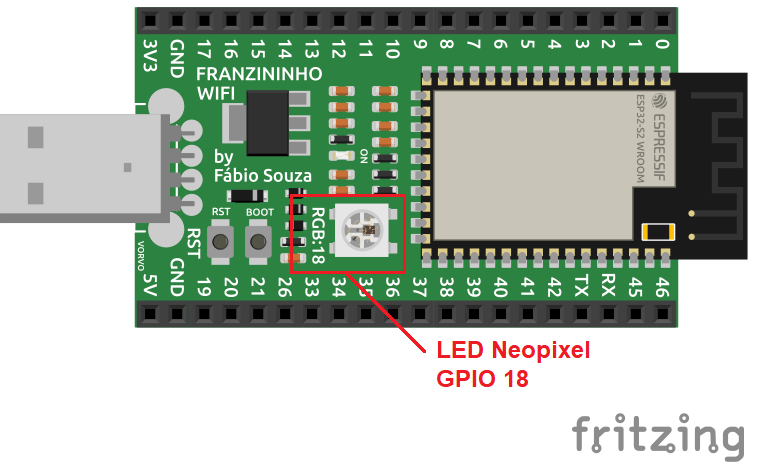 3V3 GND 17 16 15 14 13 12 11 10 9 8 7 6 5 4 3 2 1 0
FRANZININHO
WIFI
ESPRESSIF
ESP32-S2 WROOM
by
Fábio Souza
ON
RST BOOT
RGB:18
RST
VORVO
5V GND 19 20 21 26 33 34 35 36 37 38 39 40 41 42 TX RX 45 46
LED Neopixel
GPIO 18
fritzing